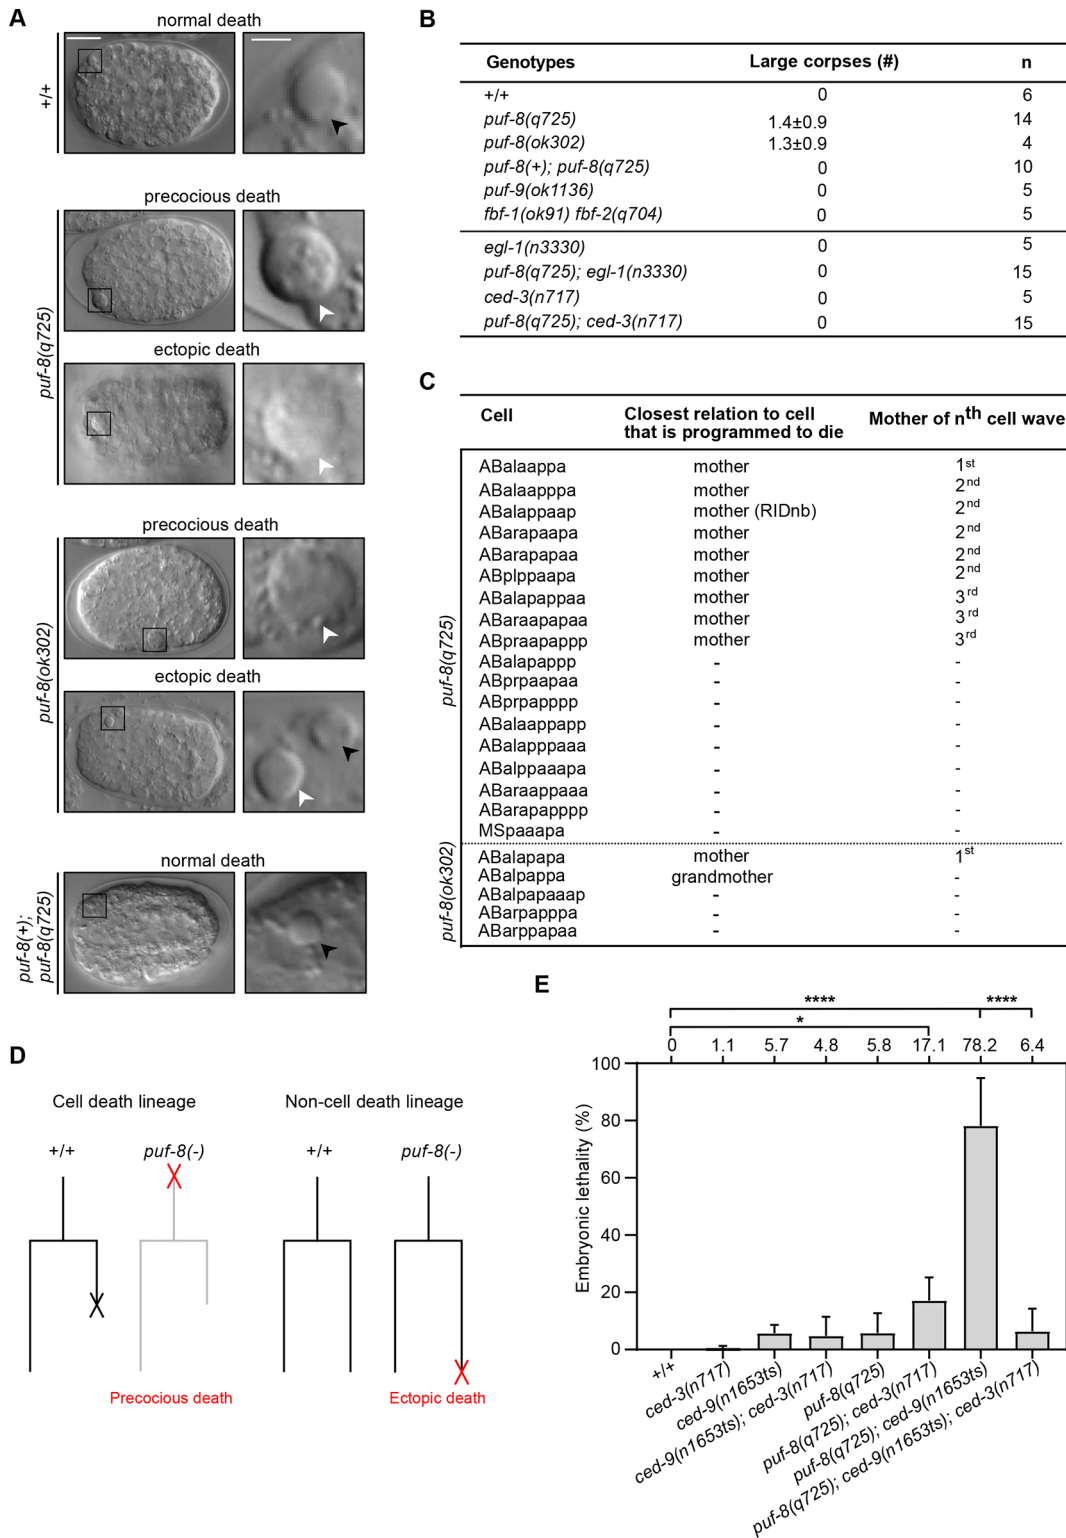 A
normal death
+/+
precocious death
puf-8(q725)
ectopic death
precocious death
puf-8(ok302)
ectopic death
normal death
puf-8(+);
puf-8(q725)
B
Genotypes Large corpses (#) n
+/+ 0 6
puf-8(q725) 1.4±0.9 14
puf-8(ok302) 1.3±0.9 4
puf-8(+); puf-8(q725) 0 10
puf-9(ok1136) 0 5
fbf-1(ok91) fbf-2(q704) 0 5
egl-1(n3330) 0 5
puf-8(q725); egl-1(n3330) 0 15
ced-3(n717) 0 5
puf-8(q725); ced-3(n717) 0 15
C
Cell Closest relation to cell that is programmed to die Mother of nth cell wave
puf-8(q725)
ABalaappa mother 1st
ABalaapppa mother 2nd
ABalappaap mother (RIDnb) 2nd
ABarapaapa mother 2nd
ABarapapaa mother 2nd
ABplppaapa mother 2nd
ABalapappaa mother 3rd
ABaraapapaa mother 3rd
ABpraapappp mother 3rd
ABalapappp - -
ABprpaapaa - -
ABprpapppp - -
ABalaappapp - -
ABalapppaaa - -
ABalppaaapa - -
ABaraappaaa - -
ABarapapppp - -
MSpaaapa - -
puf-8(ok302)
ABalapapa mother 1st
ABalpappa grandmother -
ABalpapaaap - -
ABarpapppa - -
ABarppapaa - -
D
Cell death lineage Non-cell death lineage
+/+ puf-8(-) +/+ puf-8(-)
Precocious death Ectopic death
E
**** ****
*
0 1.1 5.7 4.8 5.8 17.1 78.2 6.4
Embryonic lethality (%)
100
80
60
40
20
0
+/+
ced-3(n717)
ced-9(n1653ts)
ced-9(n1653ts); ced-3(n717)
puf-8(q725)
puf-8(q725); ced-3(n717)
puf-8(q725); ced-9(n1653ts)
puf-8(q725); ced-9(n1653ts); ced-3(n717)